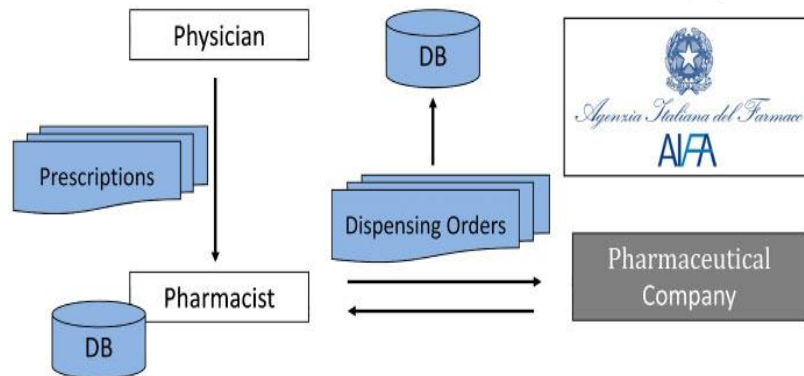 Physician
DB
Agenzia Italiana del Farmaco
AIFA
Prescriptions
Dispensing Orders
Pharmacist
DB
Pharmaceutical
Company